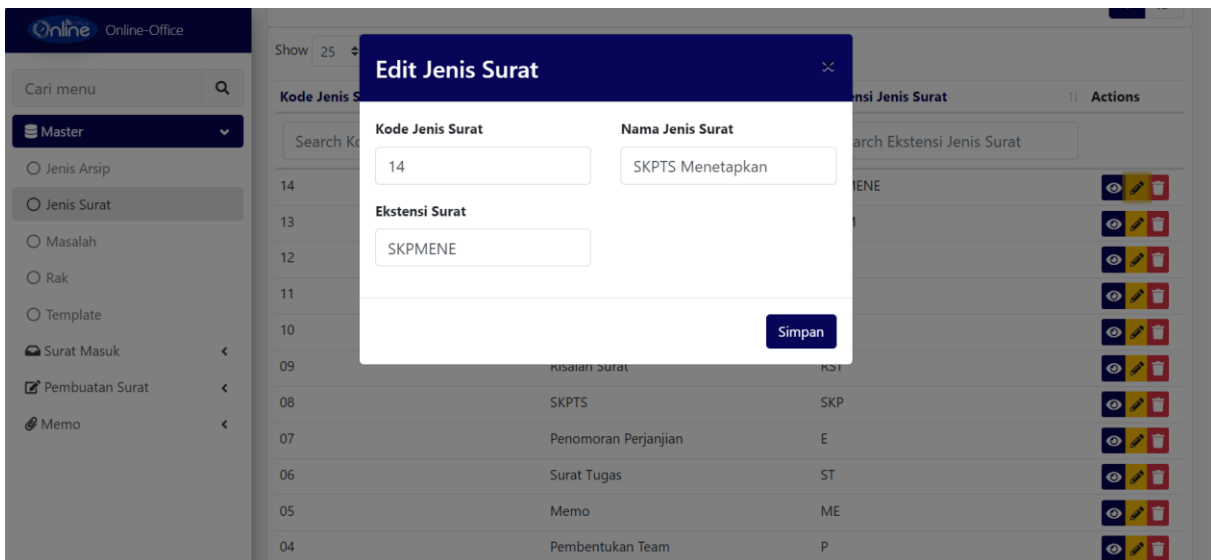 Online Online-Office
Show 25
Cari menu
Master
Jenis Arsip
Jenis Surat
Masalah
Rak
Template
Surat Masuk
Pembuatan Surat
Memo
Edit Jenis Surat
×
Kode Jenis Surat
Nama Jenis Surat
14
SKPTS Menetapkan
Ekstensi Surat
SKPMENE
Simpan
Kode Jenis S
nsi Jenis Surat
Actions
Search Ko
arch Ekstensi Jenis Surat
14
13
12
11
10
09 Risalah Surat RST
08 SKPTS SKP
07 Penomoran Perjanjian E
06 Surat Tugas ST
05 Memo ME
04 Pembentukan Team P